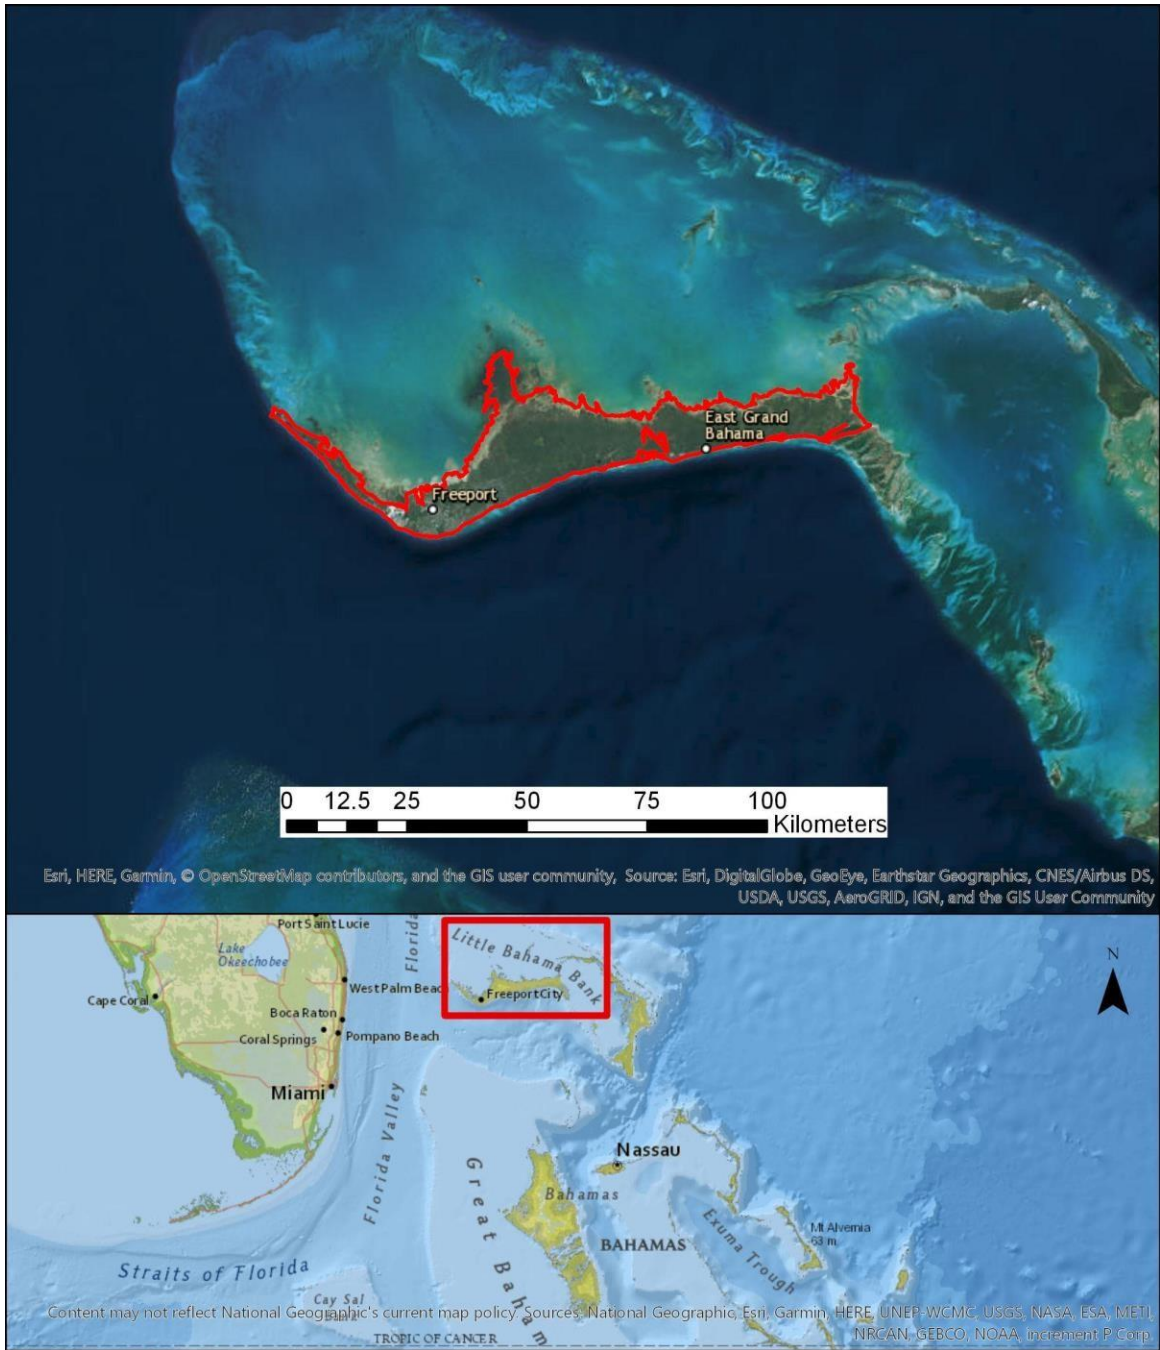 East Grand
Bahama
Freeport
0 12.5 25 50 75 100
Kilometers
Esri, HERE, Garmin, © OpenStreetMap contributors, and the GIS user community, Source: Esri, DigitalGlobe, GeoEye, Earthstar Geographics, CNES/Airbus DS,
USDA, USGS, AeroGRID, IGN, and the GIS User Community
Port Saint Lucie
Lake
Okeechobee
Florida
Little Bahama Bank
N
West Palm Beac
Cape Coral
Freeport City
Boca Raton
Coral Springs
Pompano Beach
Miami
Florida Valley
Nassau
Great Baham
Bahamas
BAHAMAS
Exuma Trough
Mt Alvernia
63 m
Straits of Florida
Cay Sal
Content may not reflect National Geographic's current map policy. Sources: National Geographic, Esri, Garmin, HERE, UNEP-WCMC, USGS, NASA, ESA, METI,
NRCAN, GEBCO, NOAA, increment P Corp.
TROPIC OF CANCER